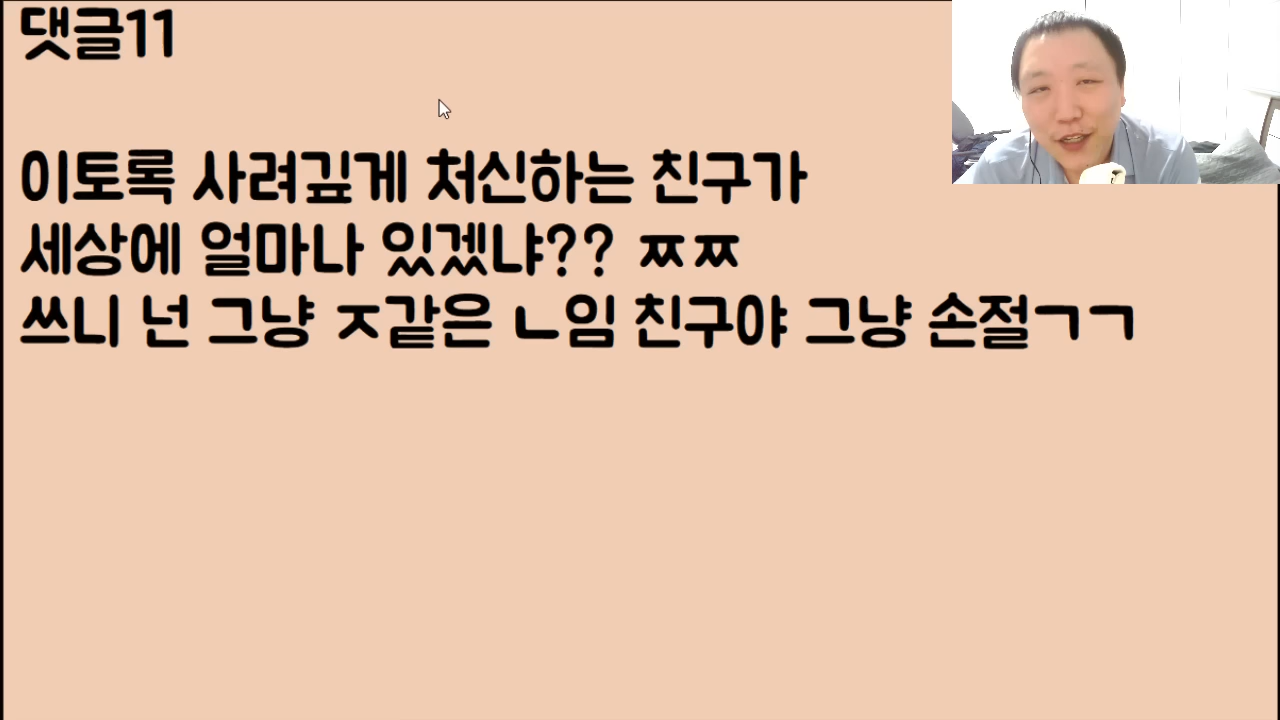 댓글11
이토록 사려깊게 처신하는 친구가
세상에 얼마나 있겠냐?? ㅉㅉ
쓰니 넌 그냥 ㅈ같은 ㄴ임 친구야 그냥 손절ㄱㄱ